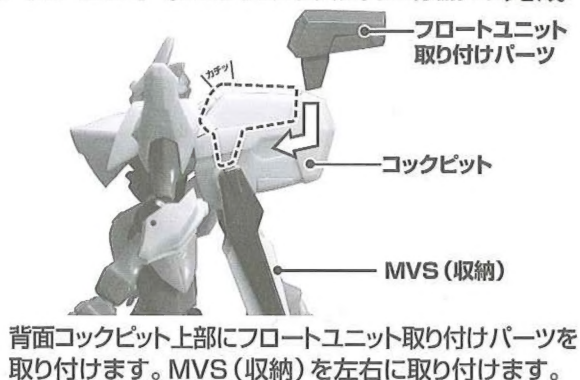 フロートユニット
取り付けパーツ
カチッ
コックピット
MVS(収納)
背面コックピット上部にフロートユニット取り付けパーツを
取り付けます。MVS(収納)を左右に取り付けます。